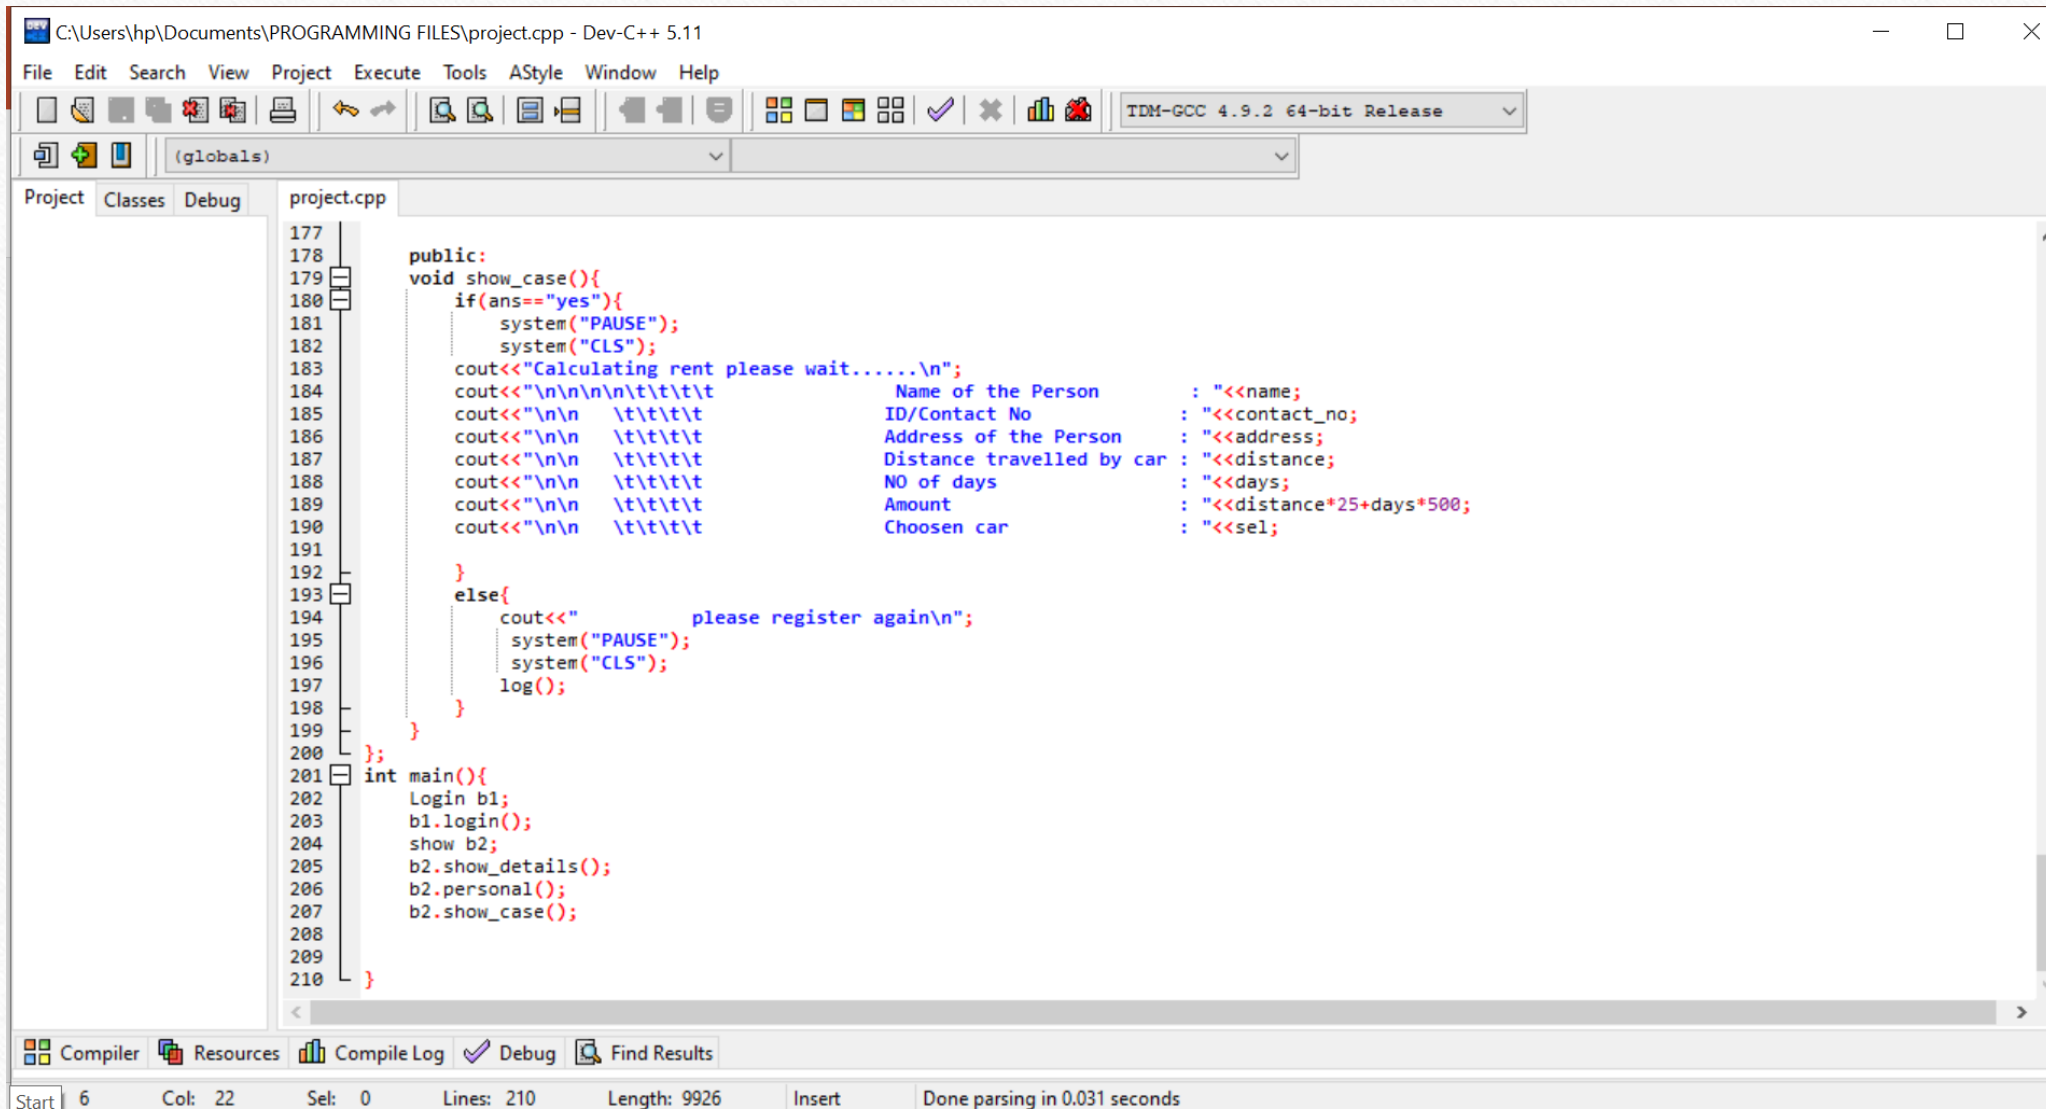 C:\Users\hp\Documents\PROGRAMMING FILES\project.cpp - Dev-C++ 5.11
File Edit Search View Project Execute Tools AStyle Window Help
TDM-GCC 4.9.2 64-bit Release
(globals)
Project Classes Debug project.cpp
177
178 public:
179 void show_case(){
180 if(ans=="yes"){
181 system("PAUSE");
182 system("CLS");
183 cout<<"Calculating rent please wait......\n";
184 cout<<"\n\n\n\n\t\t\t\t Name of the Person : "<<name;
185 cout<<"\n\n \t\t\t\t ID/Contact No : "<<contact_no;
186 cout<<"\n\n \t\t\t\t Address of the Person : "<<address;
187 cout<<"\n\n \t\t\t\t Distance travelled by car : "<<distance;
188 cout<<"\n\n \t\t\t\t NO of days : "<<days;
189 cout<<"\n\n \t\t\t\t Amount : "<<distance*25+days*500;
190 cout<<"\n\n \t\t\t\t Choosen car : "<<sel;
191
192 }
193 else{
194 cout<<" please register again\n";
195 system("PAUSE");
196 system("CLS");
197 log();
198 }
199 }
200 };
201 int main(){
202 Login b1;
203 b1.login();
204 show b2;
205 b2.show_details();
206 b2.personal();
207 b2.show_case();
208
209
210 }
Compiler Resources Compile Log Debug Find Results
Start 6 Col: 22 Sel: 0 Lines: 210 Length: 9926 Insert Done parsing in 0.031 seconds